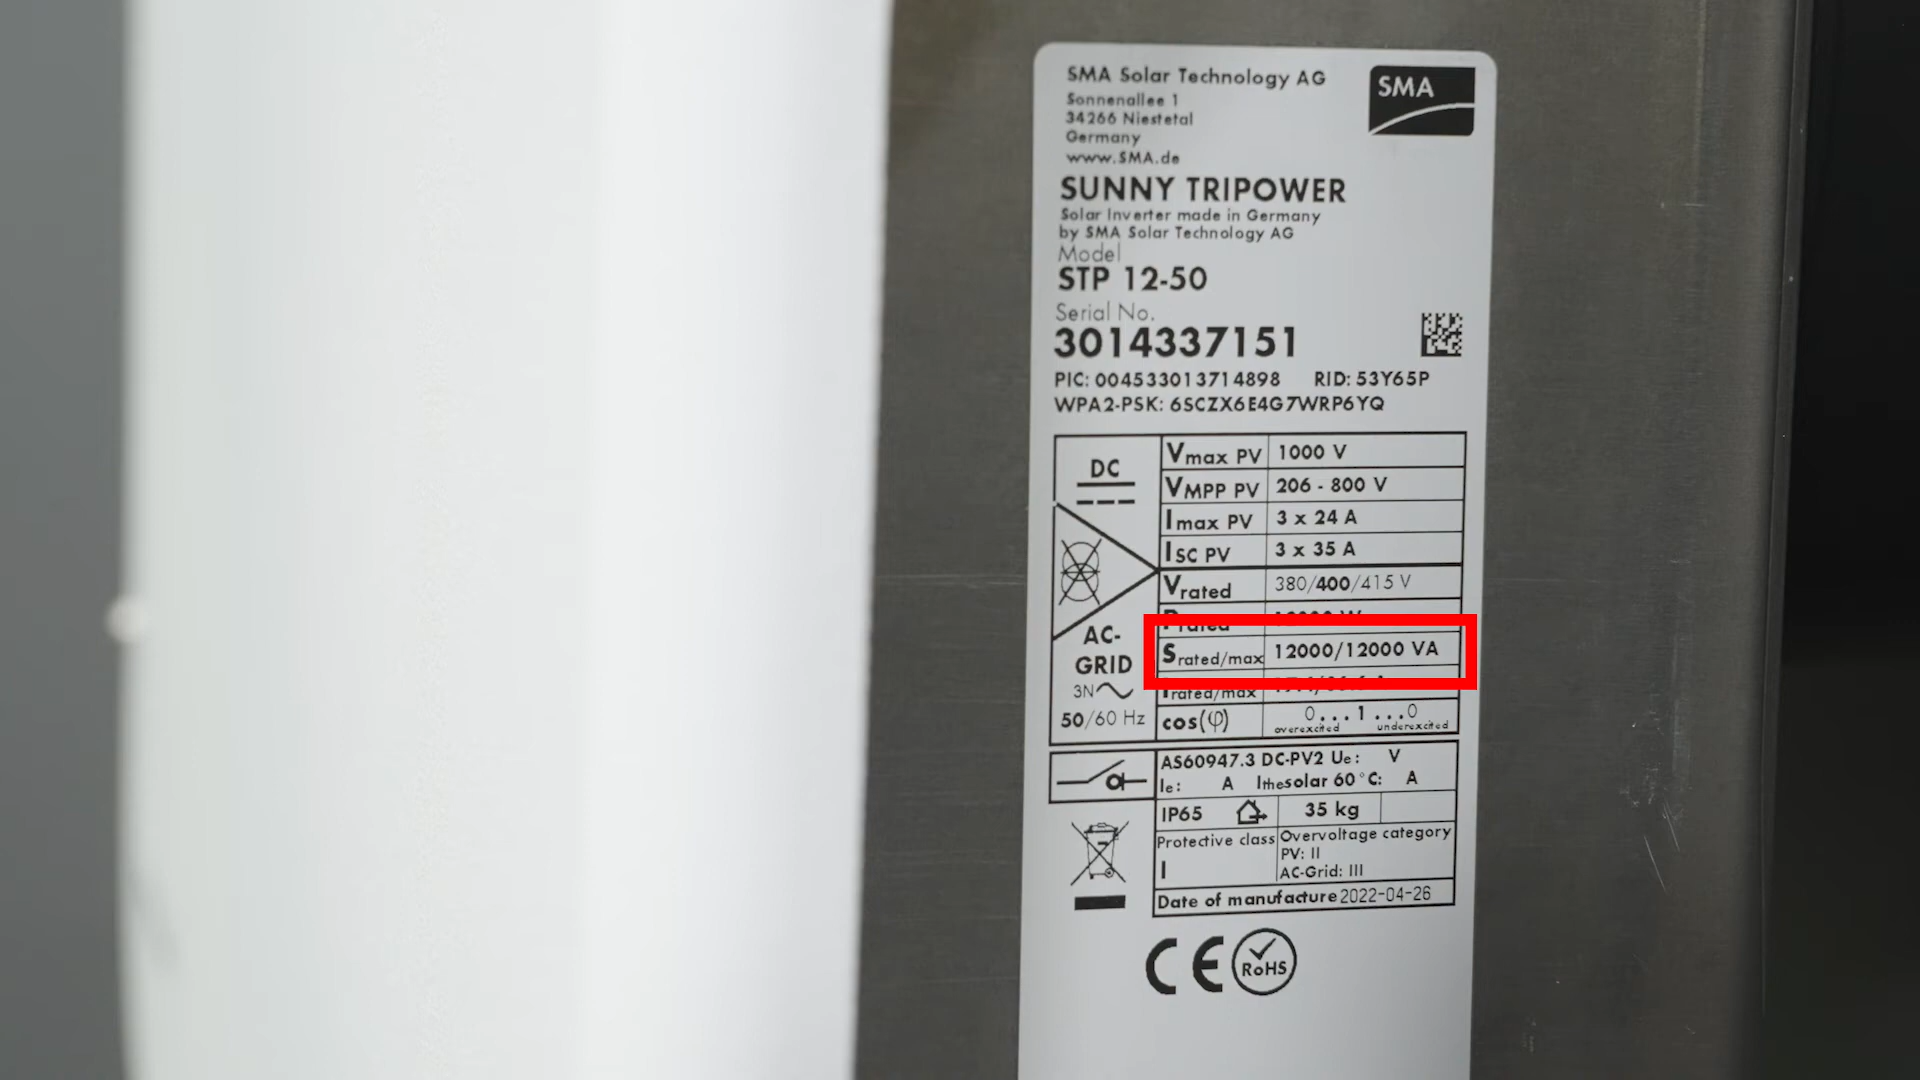 SMA Solar Technology AG
SMA
Sonnenallee 1
34266 Niestetal
Germany
www.SMA.de
SUNNY TRIPOWER
Solar Inverter made in Germany
by SMA Solar Technology AG
Model
STP 12-50
Serial No.
3014337151
PIC: 004533013714898 RID: 53Y65P
WPA2-PSK: 6SCZX6E4G7WRP6YQ
DC
Vmax PV 1000 V
VMPP PV 206 - 800 V
Imax PV 3 x 24 A
ISC PV 3 x 35 A
Vrated 380/400/415 V
Prated 12000 W
AC-
GRID
3N
50/60 Hz
Srated/max 12000/12000 VA
Irated/max
cos(φ) 0...1...0
overexcited underexcited
AS60947.3 DC-PV2 Ue: V
Ie: A Ithesolar 60°C: A
IP65 35 kg
Protective class
I
Overvoltage category
PV: II
AC-Grid: III
Date of manufacture 2022-04-26
CE
RoHS